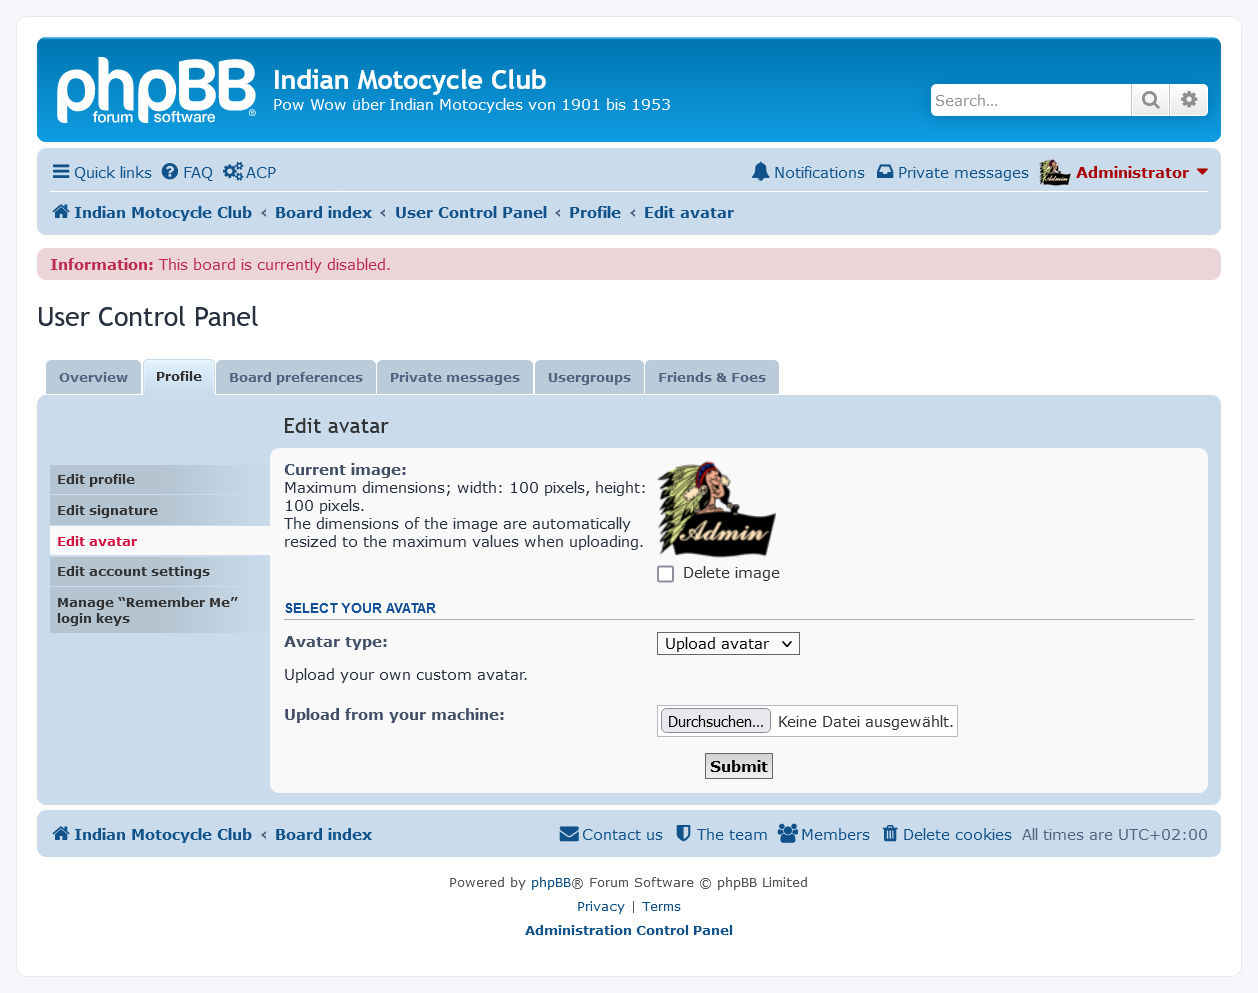 phpBB
forum software ®
Indian Motocycle Club
Pow Wow über Indian Motocycles von 1901 bis 1953
Search…
Quick links FAQ ACP
Notifications Private messages Admin Administrator
Indian Motocycle Club ‹ Board index ‹ User Control Panel ‹ Profile ‹ Edit avatar
Information: This board is currently disabled.
User Control Panel
Overview Profile Board preferences Private messages Usergroups Friends & Foes
Edit avatar
Edit profile
Edit signature
Edit avatar
Edit account settings
Manage “Remember Me”
login keys
Current image:
Maximum dimensions; width: 100 pixels, height:
100 pixels.
The dimensions of the image are automatically
resized to the maximum values when uploading.
Admin
Delete image
SELECT YOUR AVATAR
Avatar type: Upload avatar
Upload your own custom avatar.
Upload from your machine: Durchsuchen… Keine Datei ausgewählt.
Submit
Indian Motocycle Club ‹ Board index
Contact us The team Members Delete cookies All times are UTC+02:00
Powered by phpBB® Forum Software © phpBB Limited
Privacy | Terms
Administration Control Panel